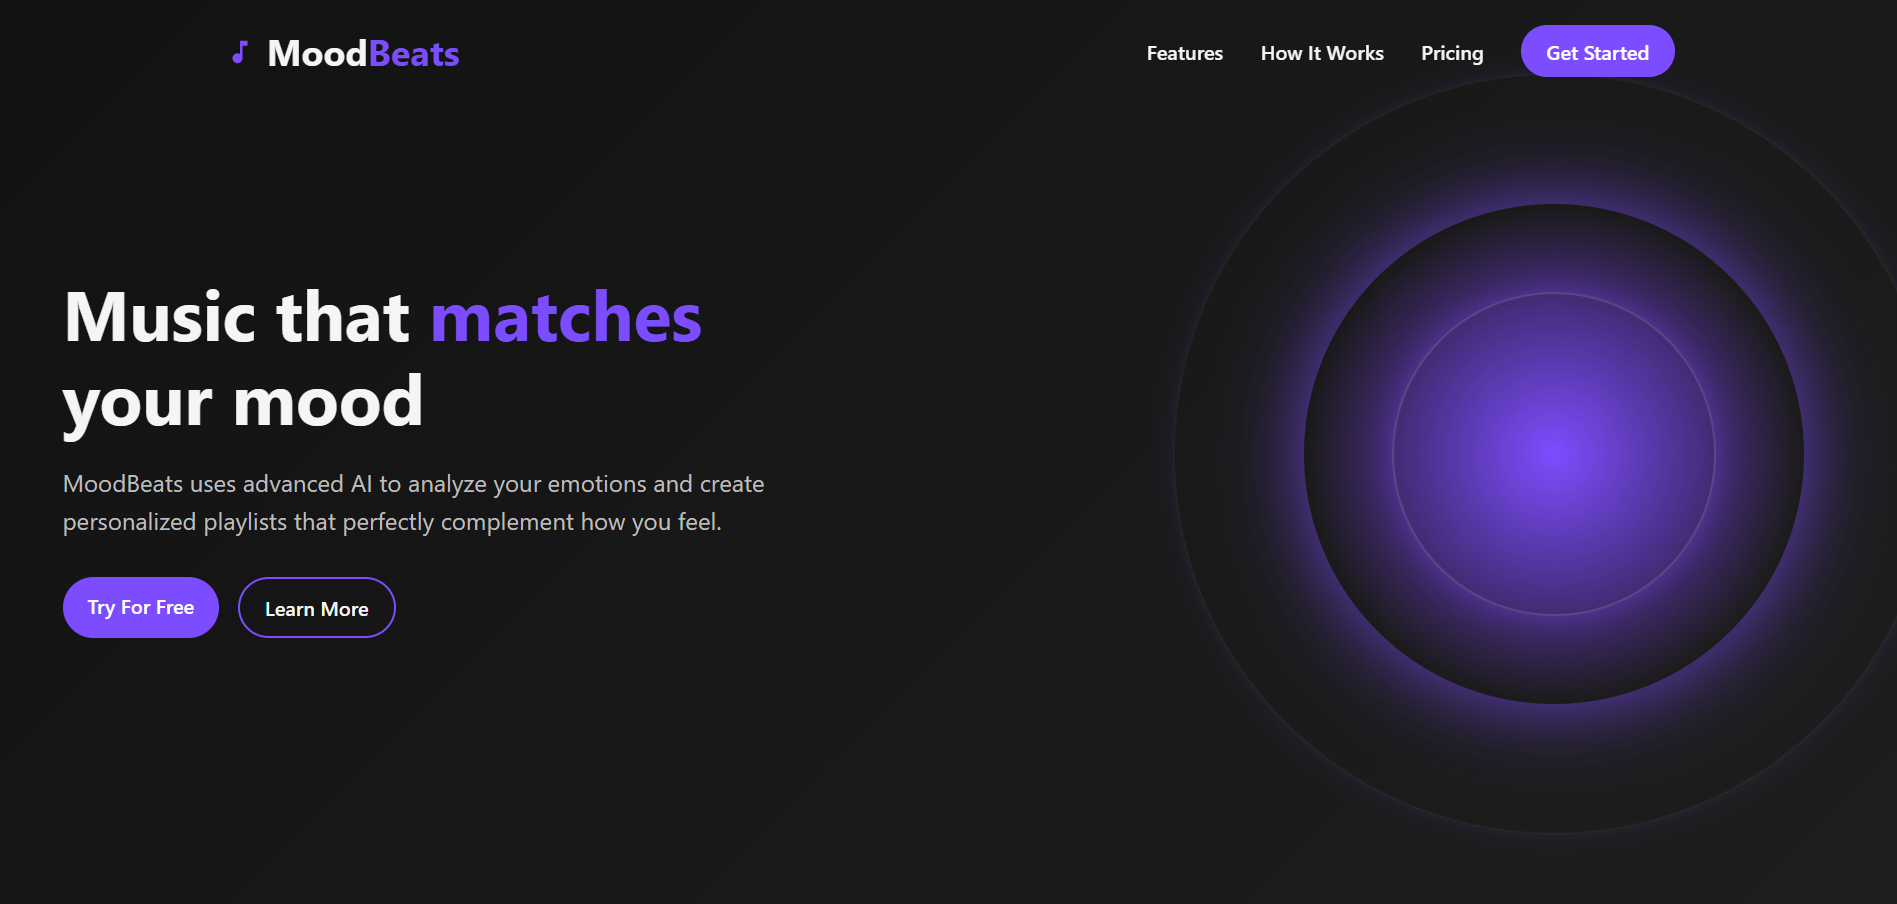 MoodBeats
Features
How It Works
Pricing
Get Started
Music that matches
your mood
MoodBeats uses advanced AI to analyze your emotions and create
personalized playlists that perfectly complement how you feel.
Try For Free
Learn More